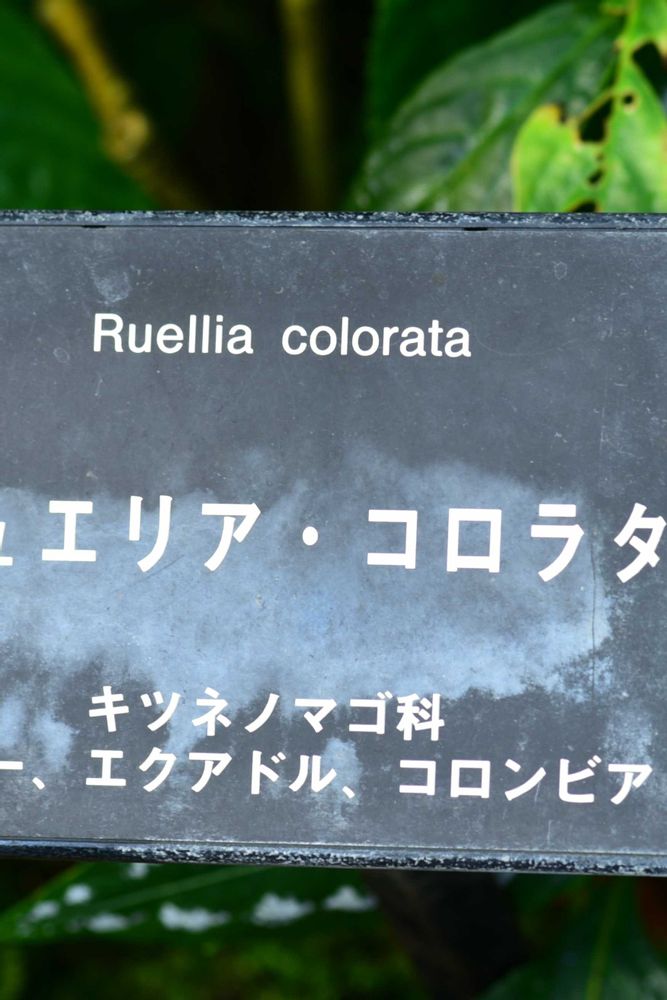 Ruellia colorata
ュエリア・コロラタ
キツネノマゴ科
ー、エクアドル、コロンビア